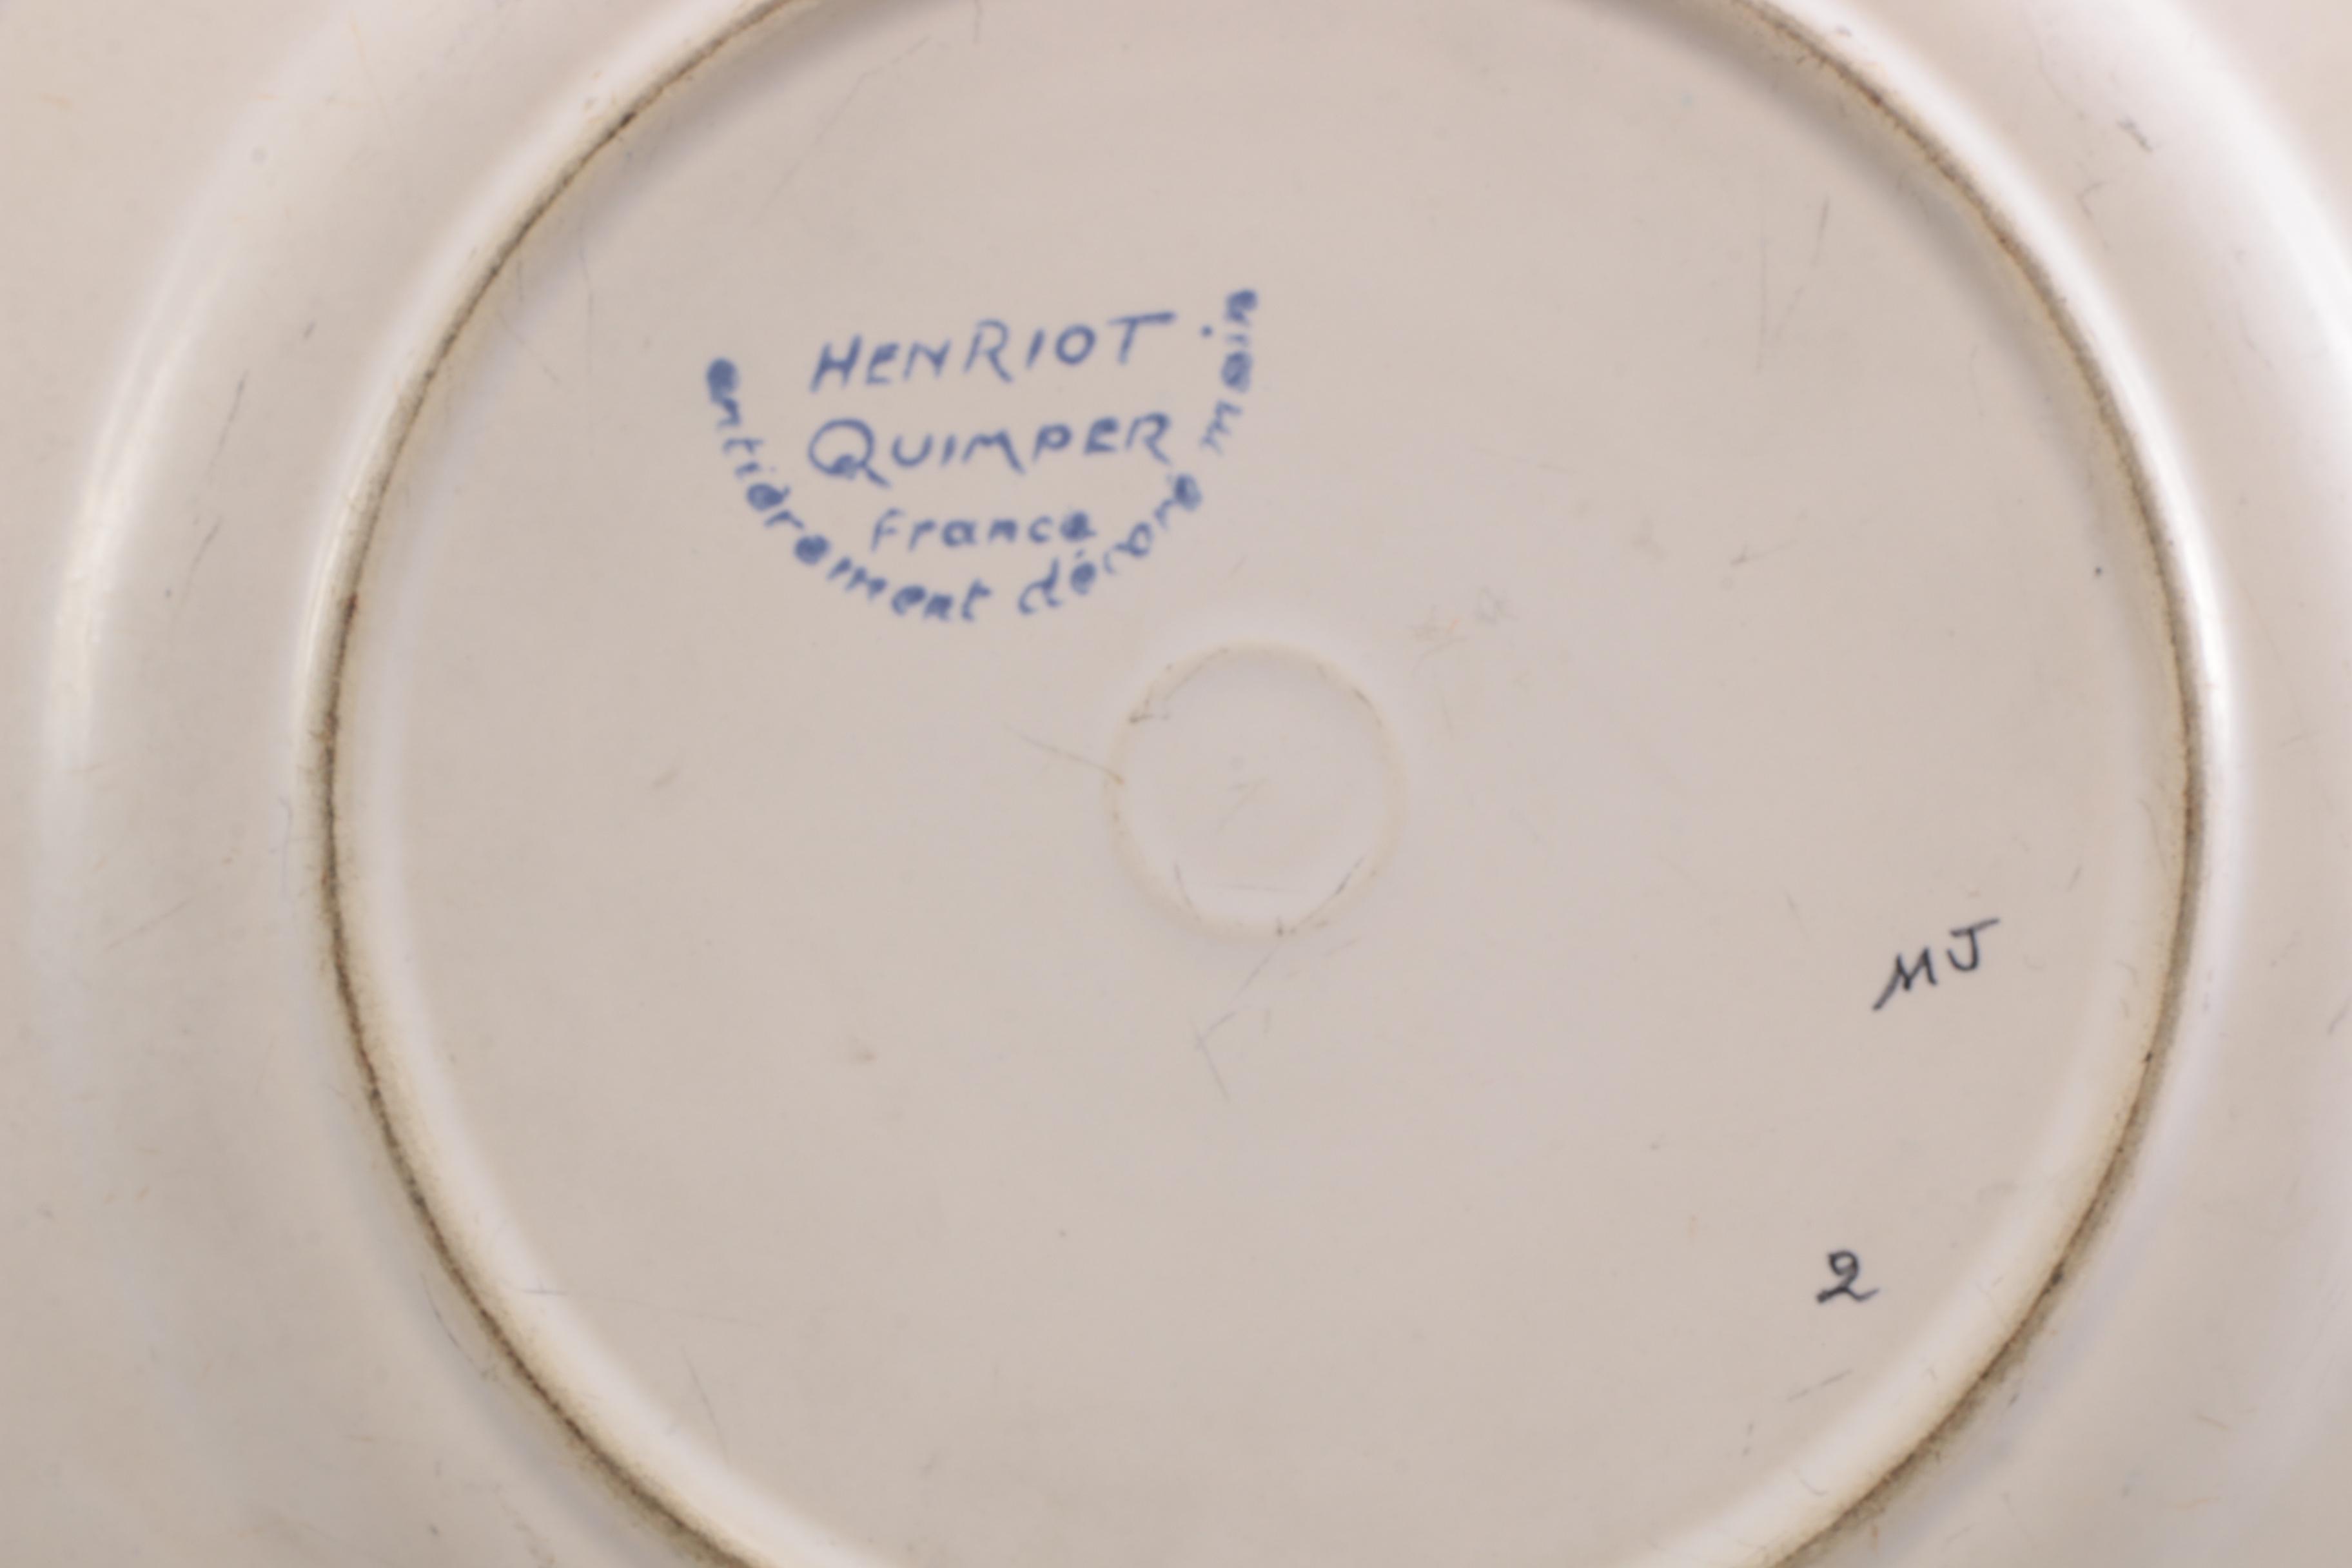 HENRIOT
QUIMPER
France
entièrement décoré main
MJ
2